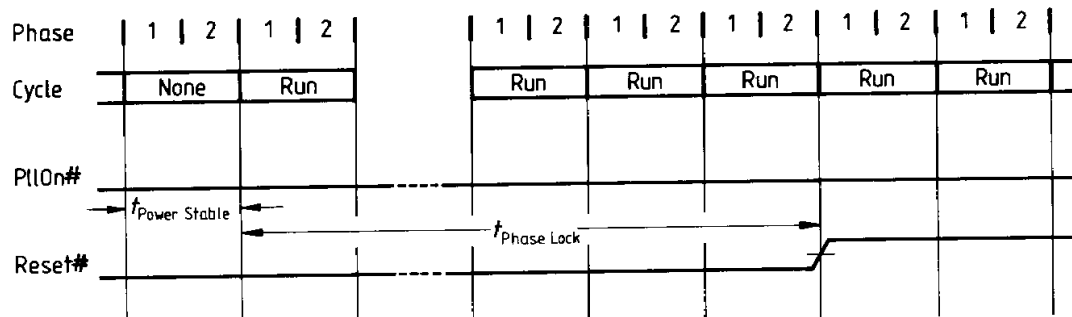 Phase 1 2 1 2 1 2 1 2 1 2 1 2 1 2
Cycle None Run Run Run Run Run Run
PllOn#
tPower Stable
tPhase Lock
Reset#